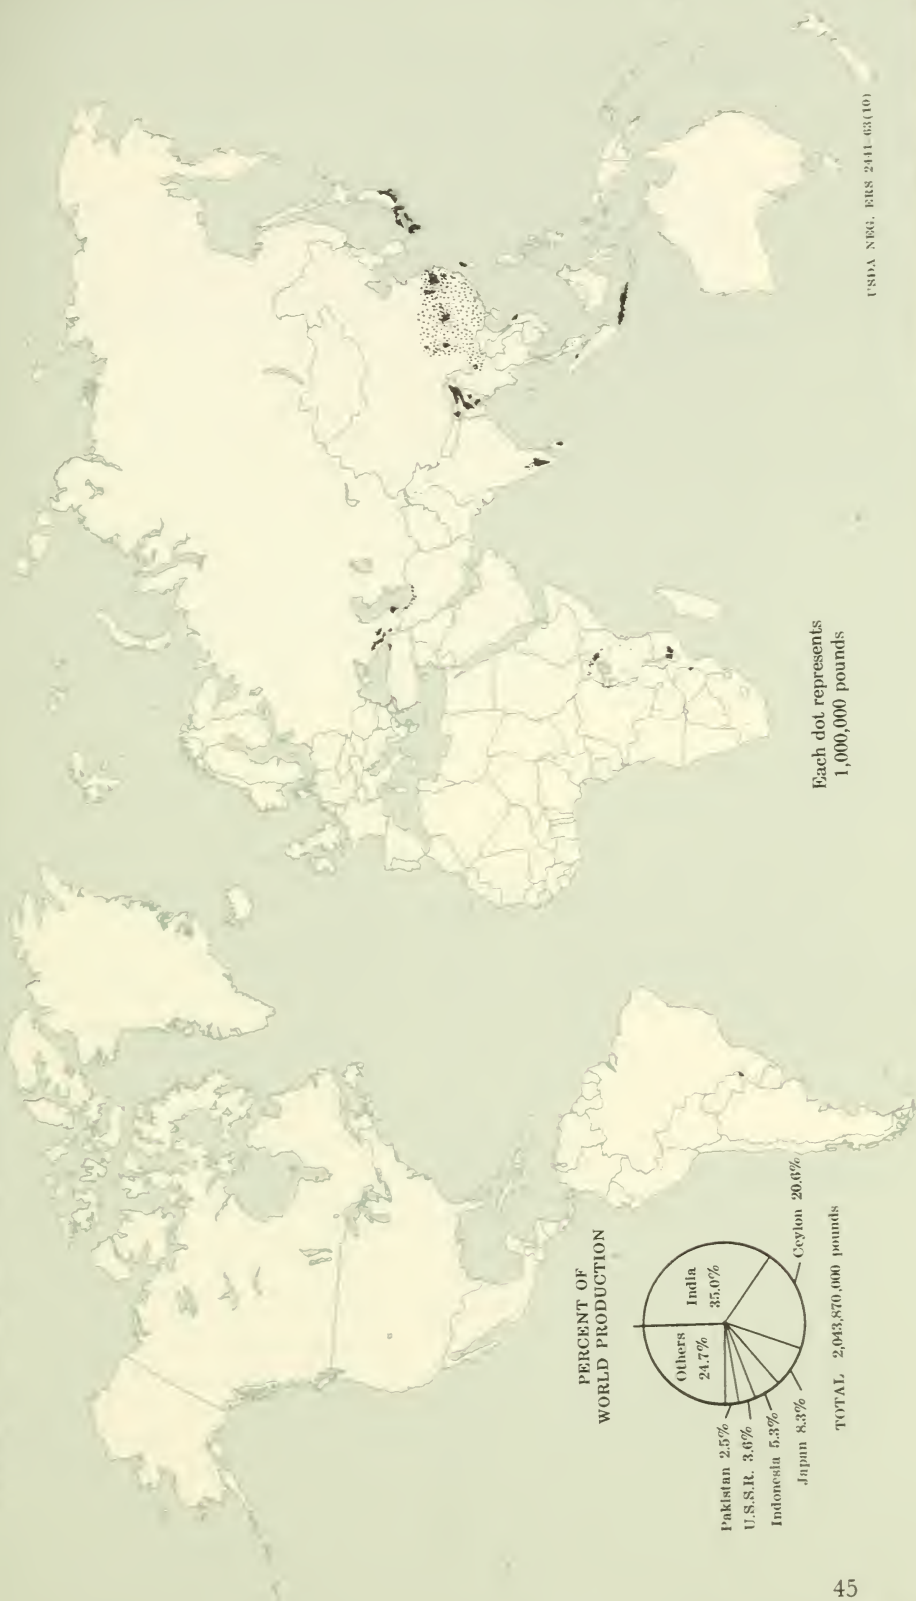 PERCENT OF
WORLD PRODUCTION
Others
24.7%
India
35.0%
Pakistan 2.5%
U.S.S.R. 3.6%
Indonesia 5.3%
Japan 8.3%
Ceylon 20.6%
TOTAL 2,043,870,000 pounds
Each dot represents
1,000,000 pounds
USDA NEG. ERS 2441-63(10)
45